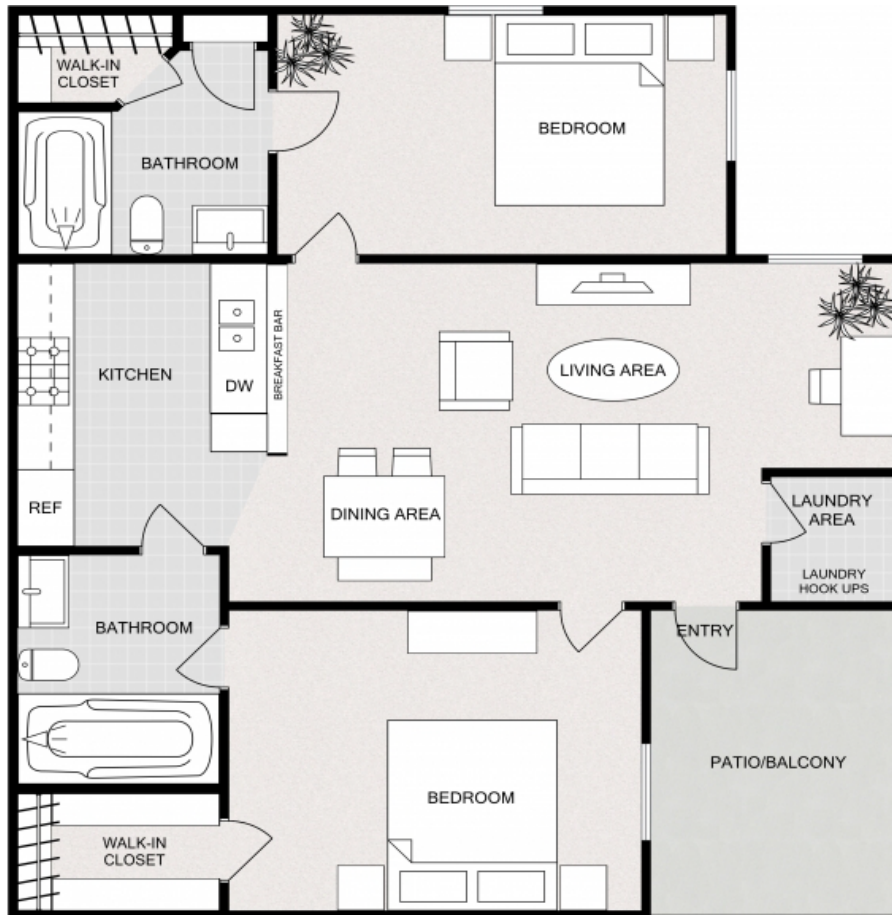 WALK-IN
CLOSET
BATHROOM
BEDROOM
KITCHEN
DW
BREAKFAST BAR
LIVING AREA
REF
DINING AREA
LAUNDRY
AREA
LAUNDRY
HOOK UPS
BATHROOM
ENTRY
PATIO/BALCONY
BEDROOM
WALK-IN
CLOSET